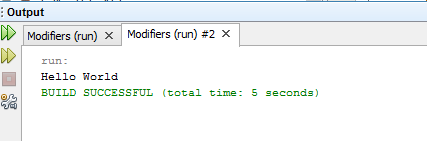 Output
Modifiers (run) × Modifiers (run) #2 ×
run:
Hello World
BUILD SUCCESSFUL (total time: 5 seconds)